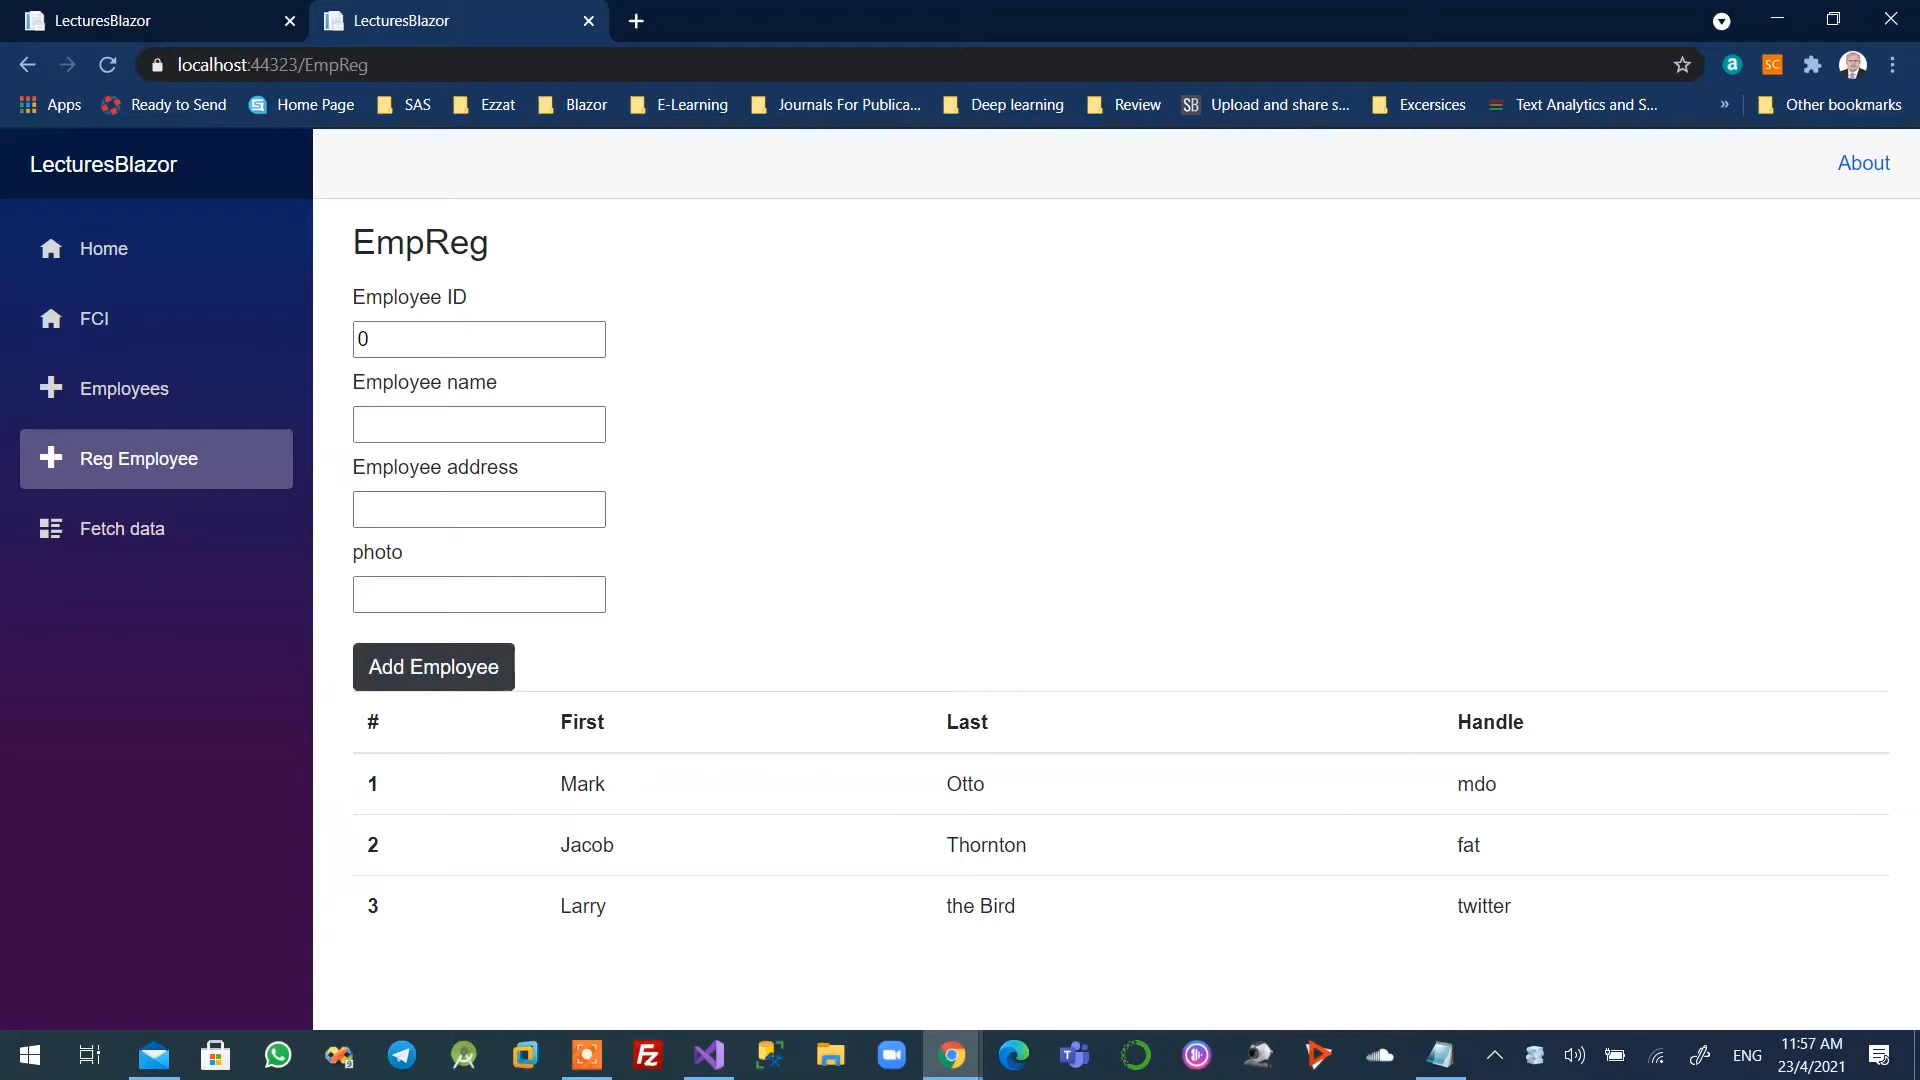 LecturesBlazor
LecturesBlazor
localhost:44323/EmpReg
a
SC
Apps
Ready to Send
Home Page
SAS
Ezzat
Blazor
E-Learning
Journals For Publica...
Deep learning
Review
SB
Upload and share s...
Excersices
Text Analytics and S...
»
Other bookmarks
LecturesBlazor
About
Home
FCI
Employees
Reg Employee
Fetch data
EmpReg
Employee ID
0
Employee name
Employee address
photo
Add Employee
# First Last Handle
1 Mark Otto mdo
2 Jacob Thornton fat
3 Larry the Bird twitter
Fz
ENG
11:57 AM
23/4/2021